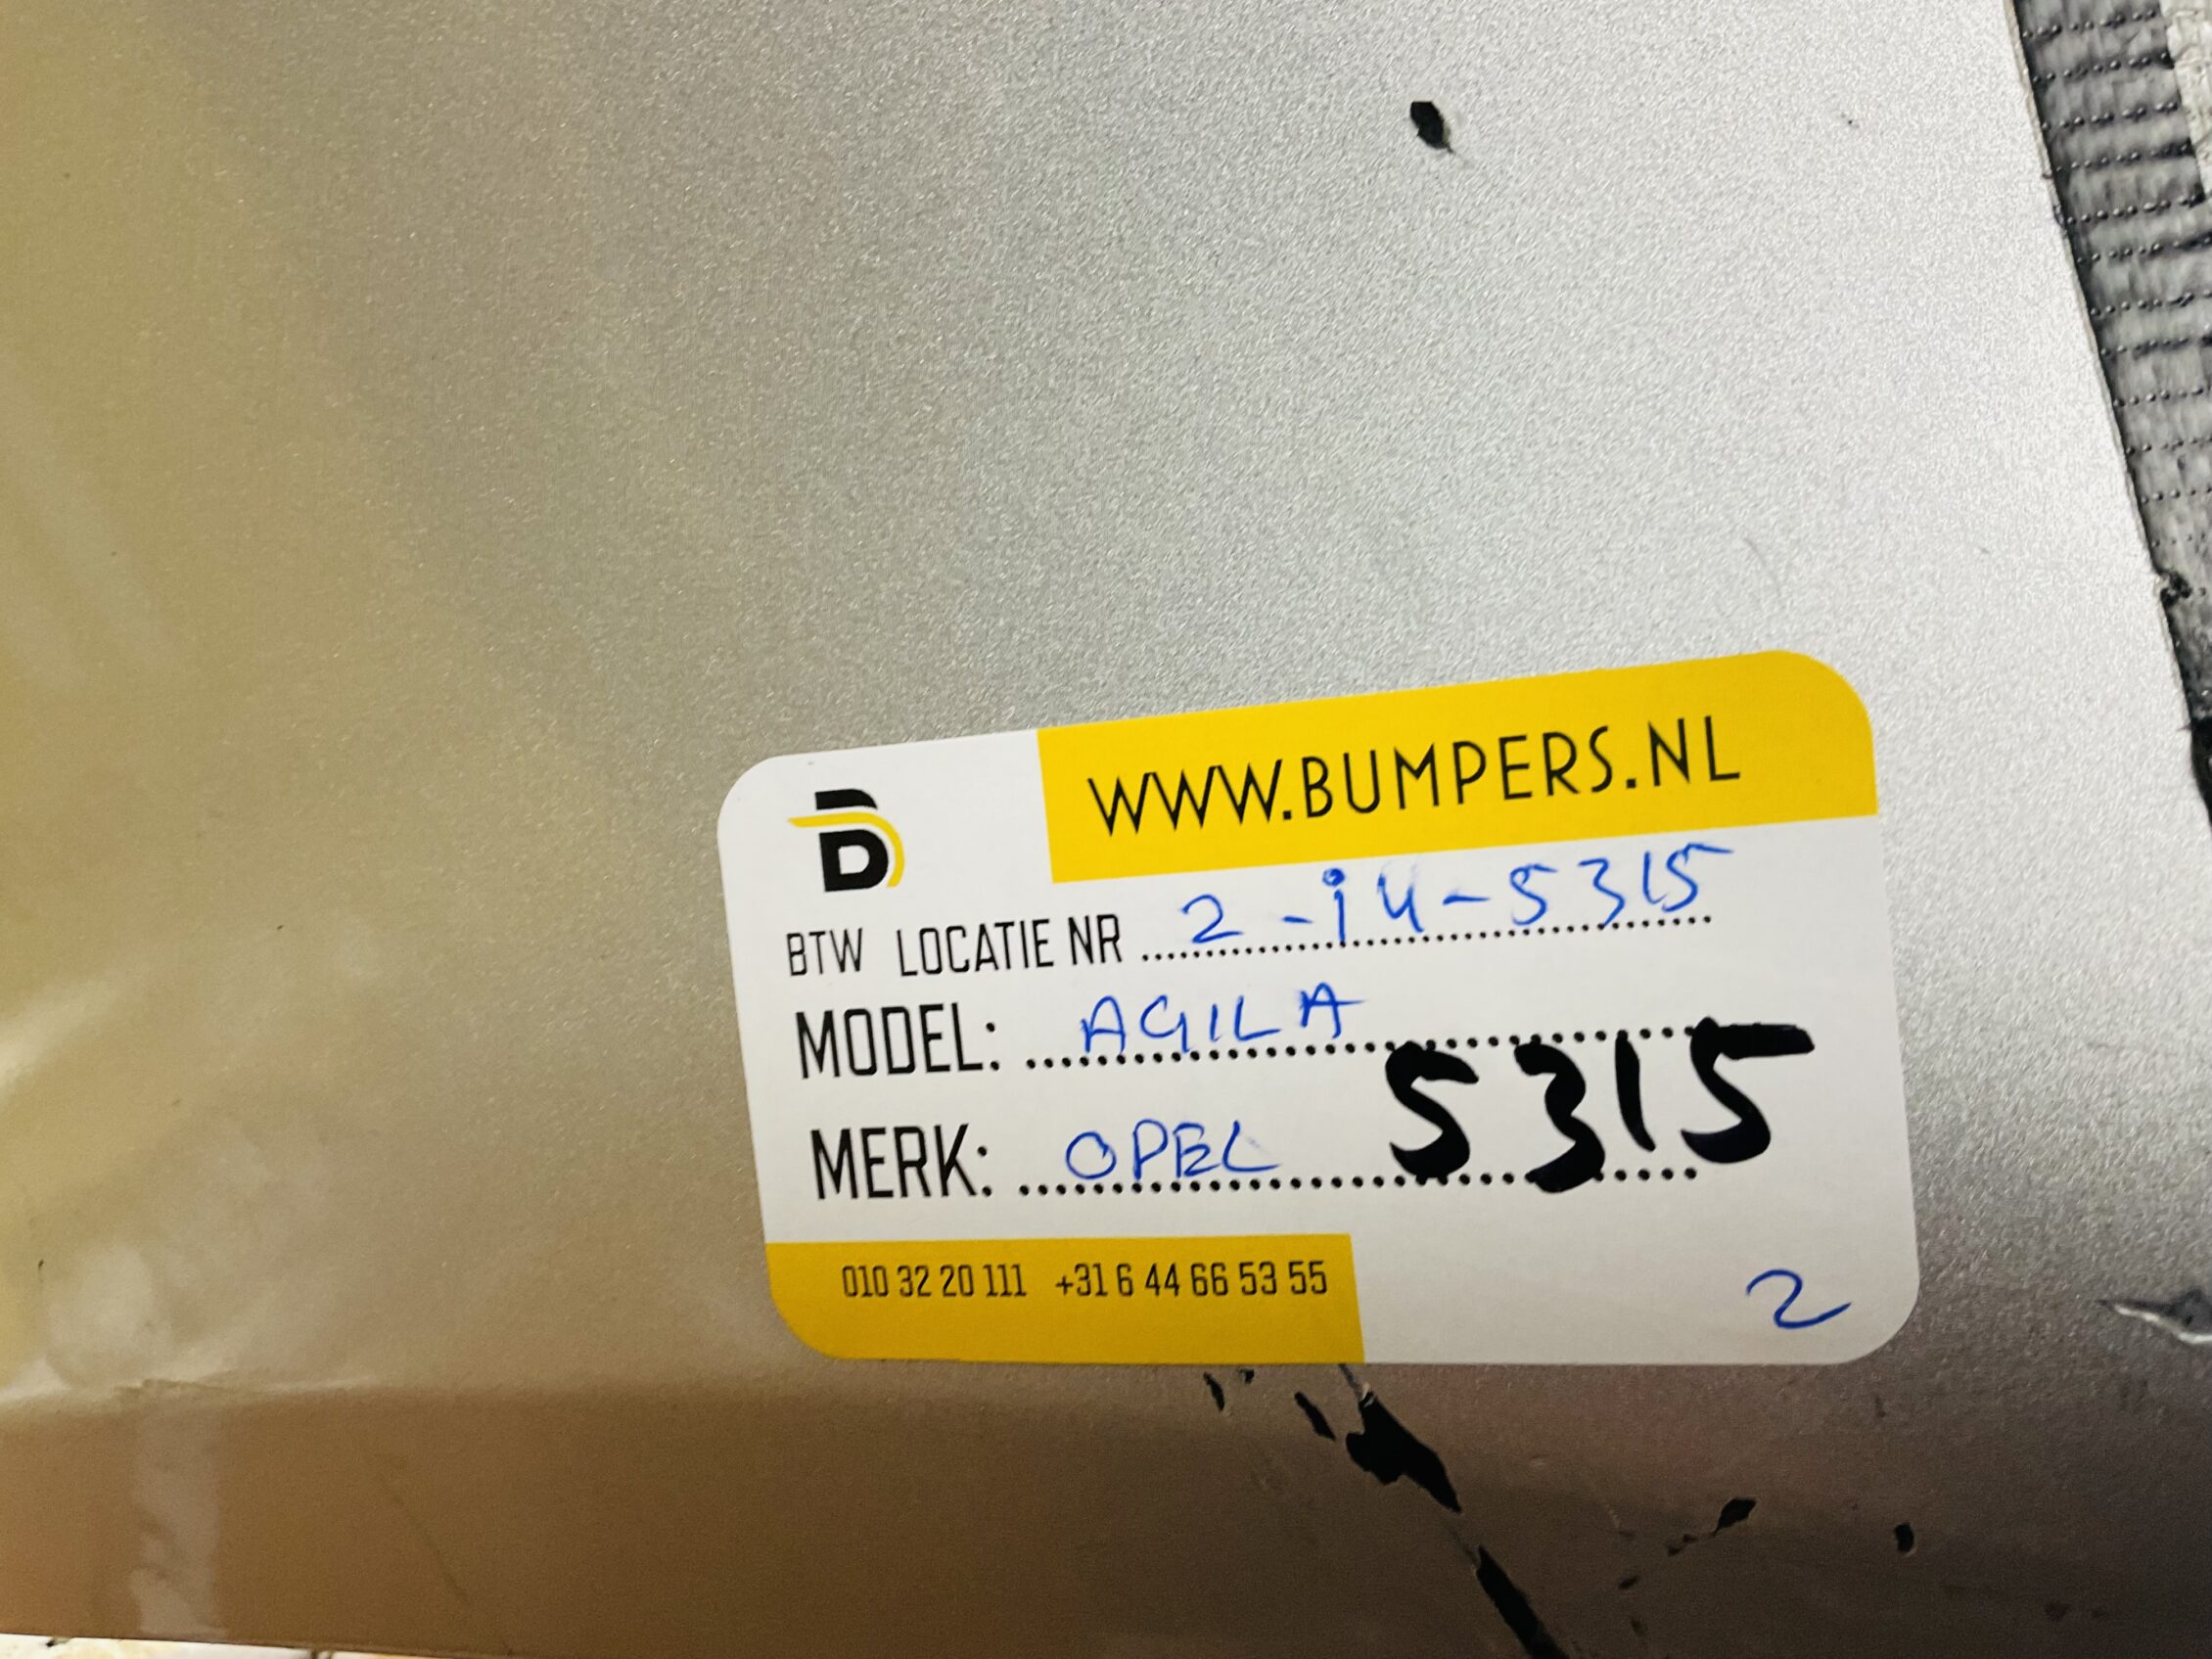 B
WWW.BUMPERS.NL
BTW LOCATIE NR 2-i4-5315
MODEL: AGILA
MERK: OPEL 5315
010 32 20 111 +31 6 44 66 53 55
2